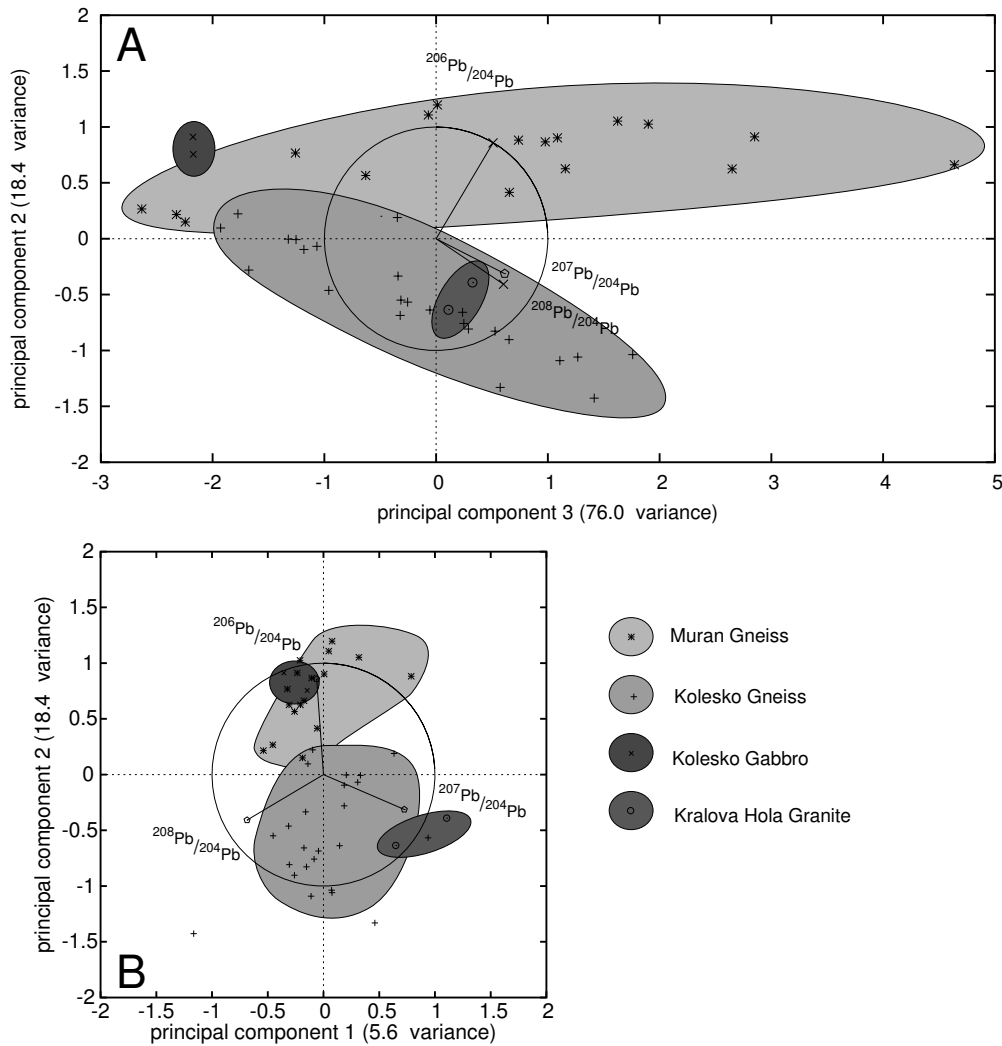 A
2
1.5
1
0.5
0
-0.5
-1
-1.5
-2
principal component 2 (18.4 variance)
206Pb/204Pb
207Pb/204Pb
208Pb/204Pb
-3 -2 -1 0 1 2 3 4 5
principal component 3 (76.0 variance)
2
1.5
1
0.5
0
-0.5
-1
-1.5
-2
principal component 2 (18.4 variance)
206Pb/204Pb
207Pb/204Pb
208Pb/204Pb
B
-2 -1.5 -1 -0.5 0 0.5 1 1.5 2
principal component 1 (5.6 variance)
Muran Gneiss
Kolesko Gneiss
Kolesko Gabbro
Kralova Hola Granite